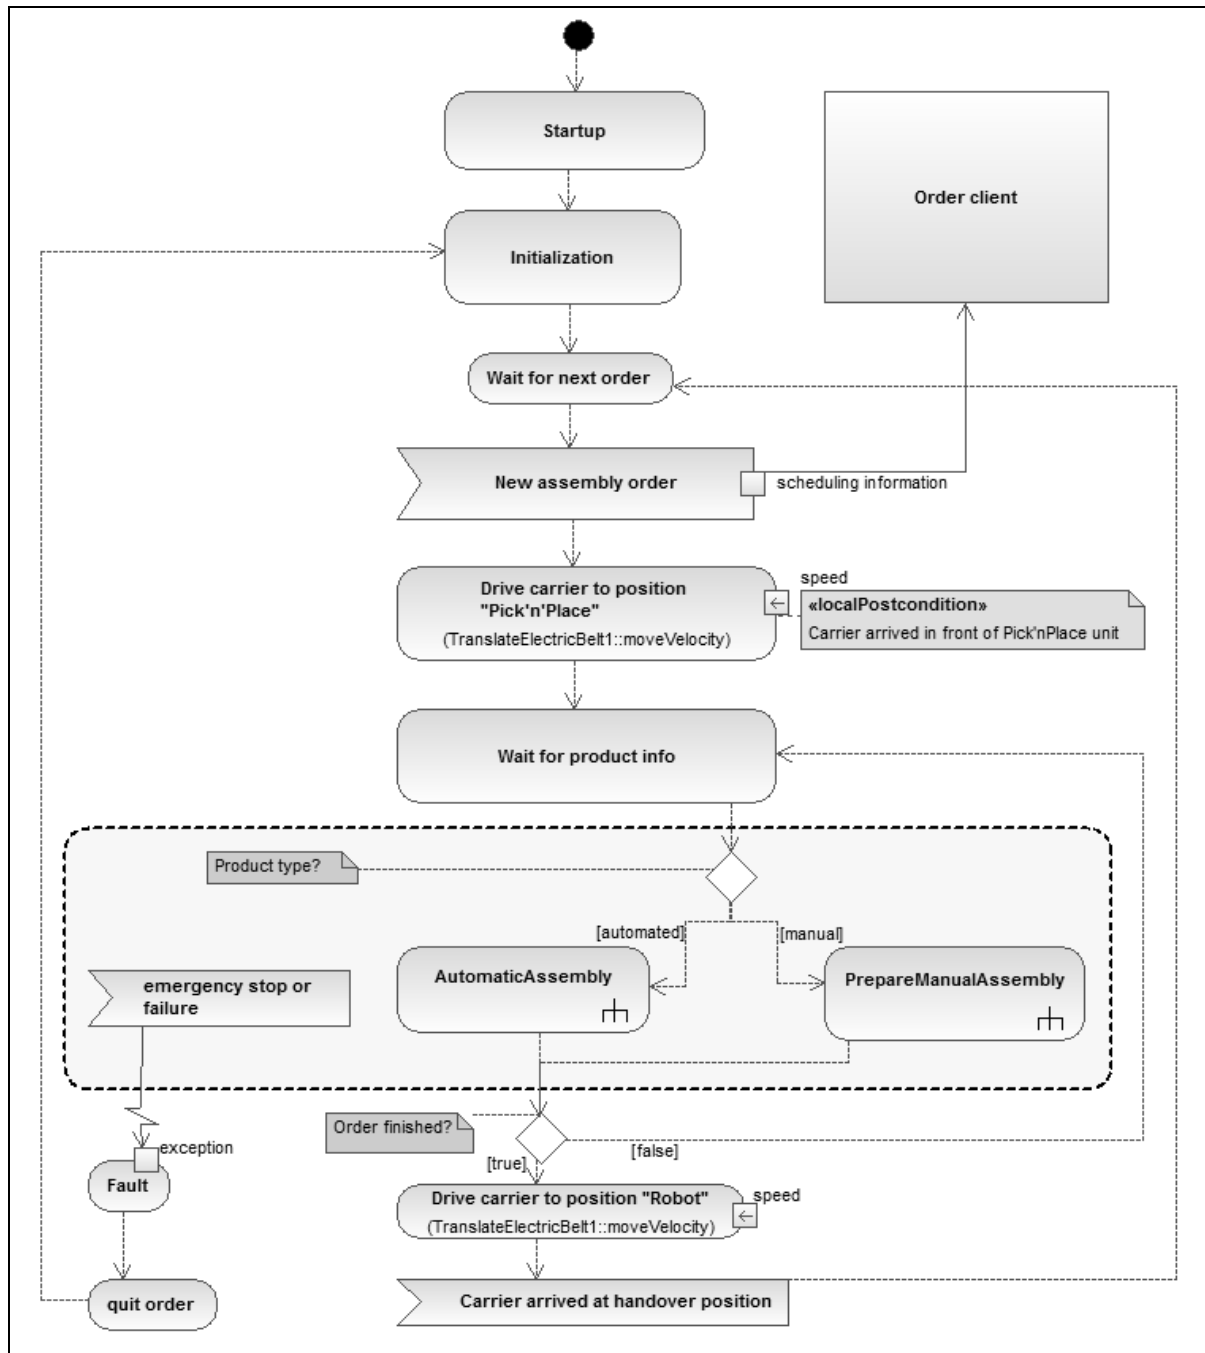 Startup
Order client
Initialization
Wait for next order
New assembly order
scheduling information
Drive carrier to position
"Pick'n'Place"
(TranslateElectricBelt1::moveVelocity)
speed
«localPostcondition»
Carrier arrived in front of Pick'nPlace unit
Wait for product info
Product type?
[automated]
[manual]
emergency stop or
failure
AutomaticAssembly
PrepareManualAssembly
Order finished?
[true]
[false]
exception
Fault
Drive carrier to position "Robot"
(TranslateElectricBelt1::moveVelocity)
speed
quit order
Carrier arrived at handover position